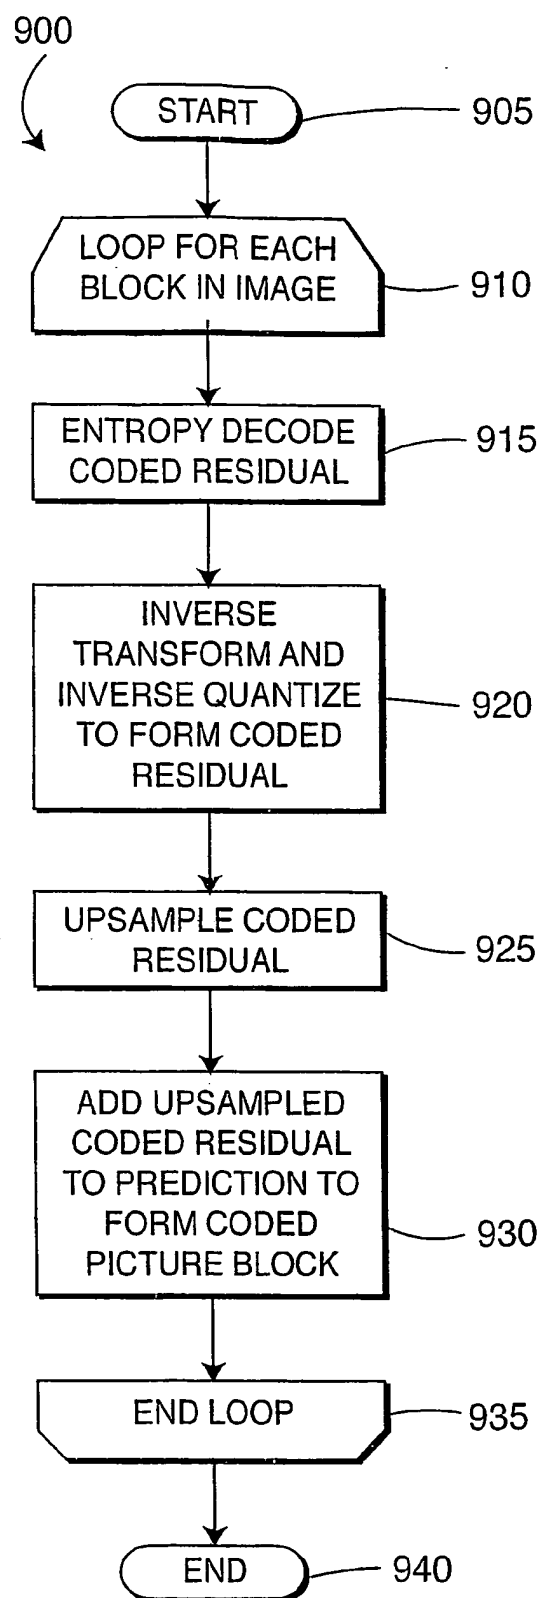 900
START
905
LOOP FOR EACH
BLOCK IN IMAGE
910
ENTROPY DECODE
CODED RESIDUAL
915
INVERSE
TRANSFORM AND
INVERSE QUANTIZE
TO FORM CODED
RESIDUAL
920
UPSAMPLE CODED
RESIDUAL
925
ADD UPSAMPLED
CODED RESIDUAL
TO PREDICTION TO
FORM CODED
PICTURE BLOCK
930
END LOOP
935
END
940